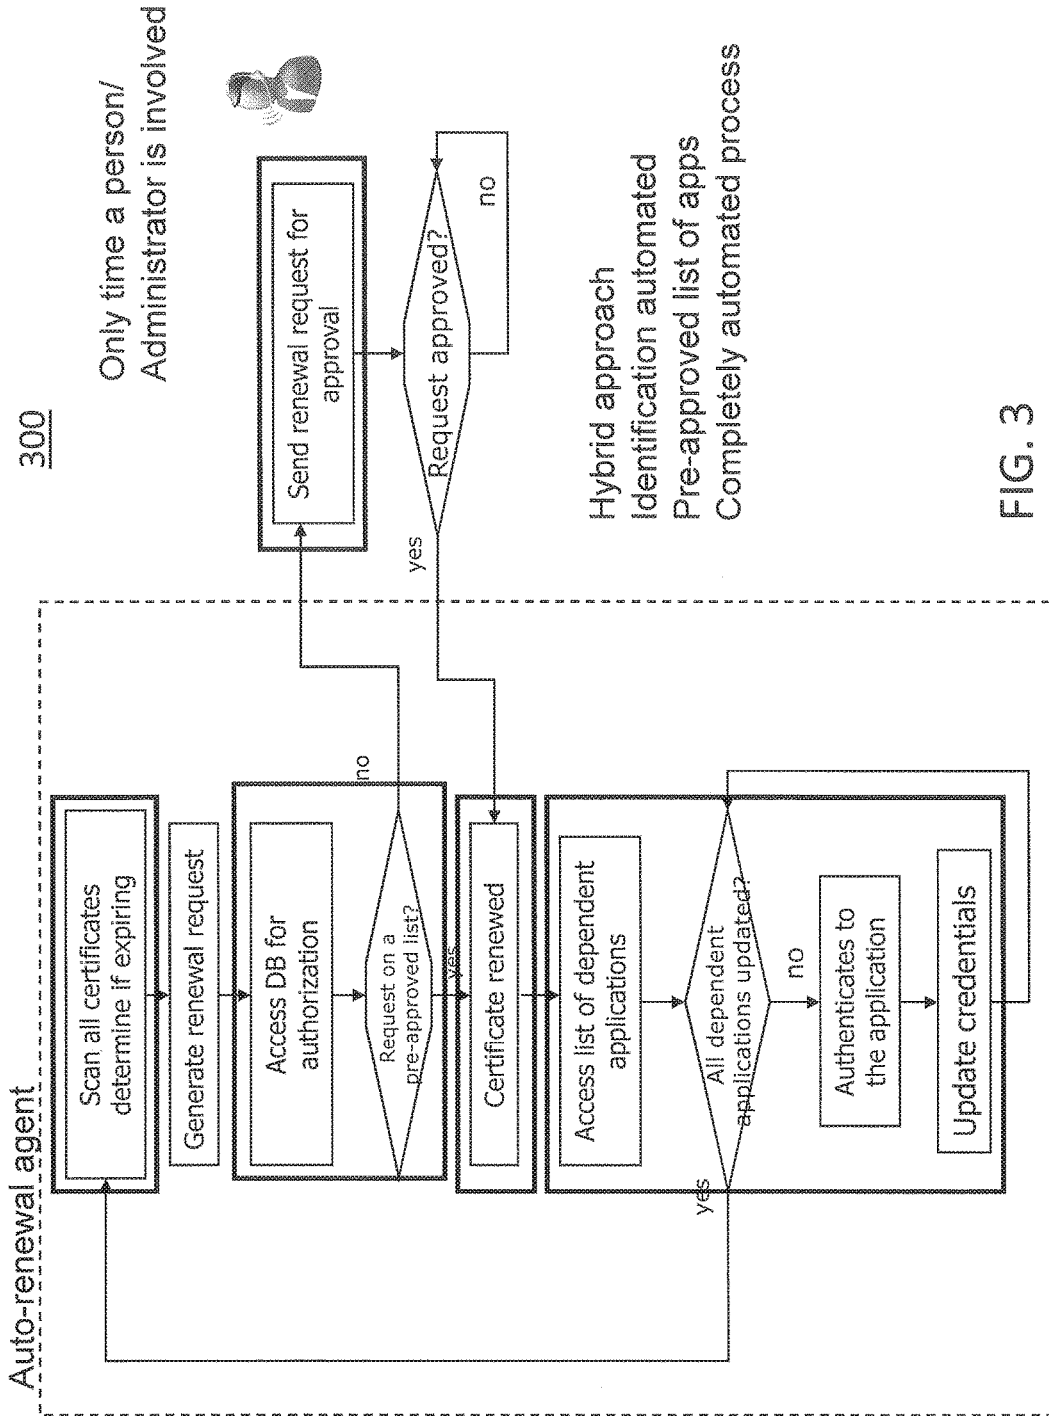 300
Auto-renewal agent
Scan all certificates
determine if expiring
Generate renewal request
Access DB for
authorization
Request on a
pre-approved list?
no
yes
Certificate renewed
Access list of dependent
applications
All dependent
applications updated?
yes
no
Authenticates to
the application
Update credentials
Only time a person/
Administrator is involved
Send renewal request for
approval
Request approved?
no
yes
Hybrid approach
Identification automated
Pre-approved list of apps
Completely automated process
FIG. 3